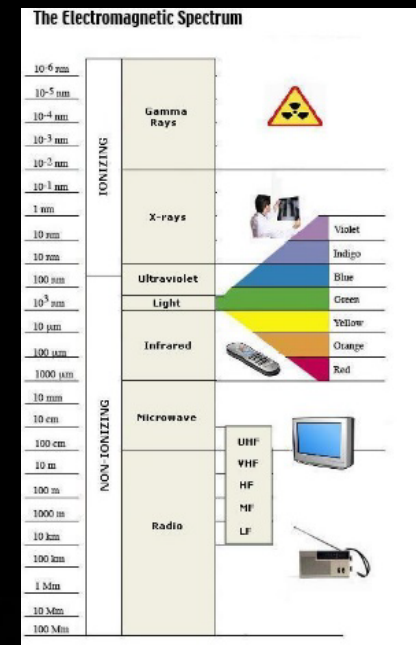 The Electromagnetic Spectrum
10-6 nm
10-5 nm
10-4 nm
10-3 nm
10-2 nm
10-1 nm
1 nm
10 nm
10 nm
100 nm
10³ nm
10 µm
100 µm
1000 µm
10 mm
10 cm
100 cm
10 m
100 m
1000 m
10 km
100 km
1 Mm
10 Mm
100 Mm
IONIZING
NON-IONIZING
Gamma
Rays
X-rays
Ultraviolet
Light
Infrared
Microwave
Radio
Violet
Indigo
Blue
Green
Yellow
Orange
Red
UHF
VHF
HF
MF
LF